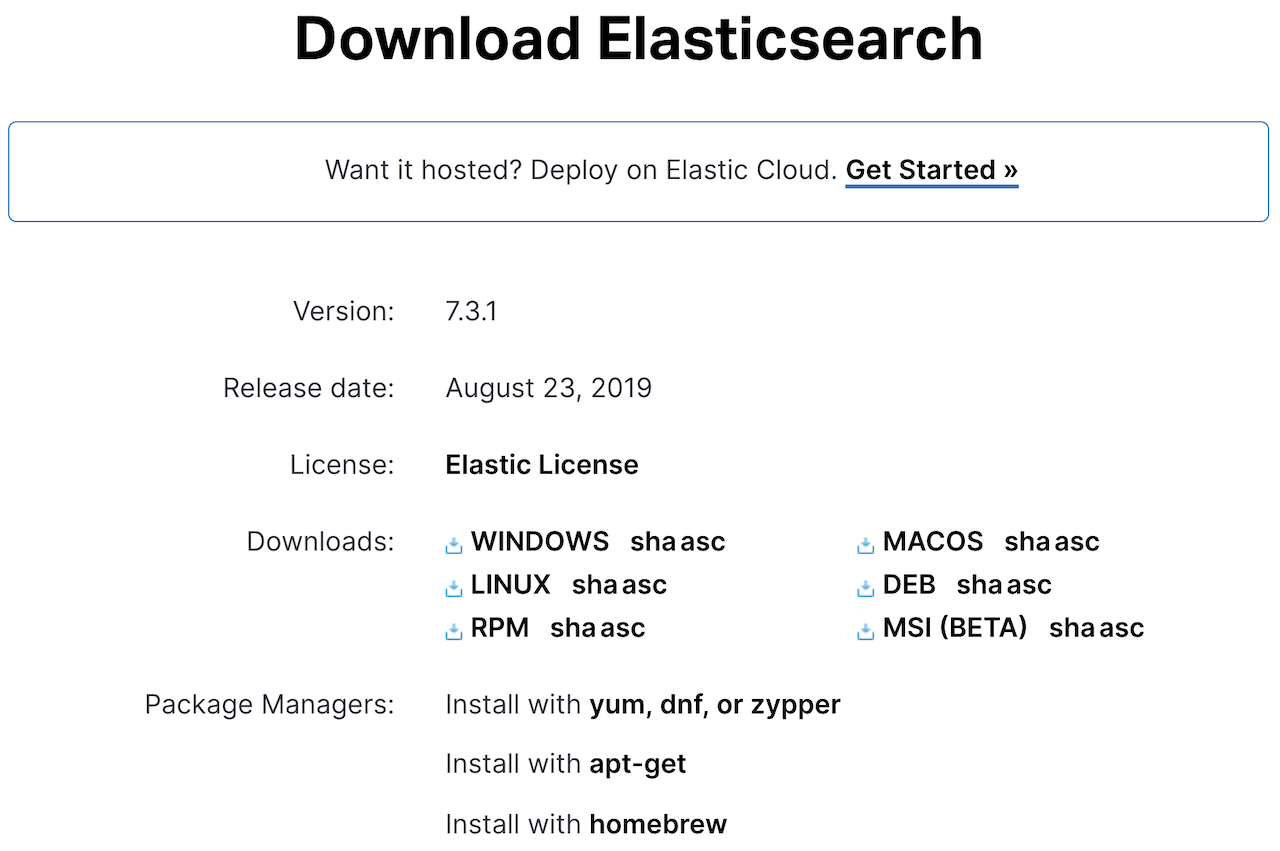 Download Elasticsearch
Want it hosted? Deploy on Elastic Cloud. Get Started »
Version: 7.3.1
Release date: August 23, 2019
License: Elastic License
Downloads: WINDOWS sha asc MACOS sha asc
LINUX sha asc DEB sha asc
RPM sha asc MSI (BETA) sha asc
Package Managers: Install with yum, dnf, or zypper
Install with apt-get
Install with homebrew